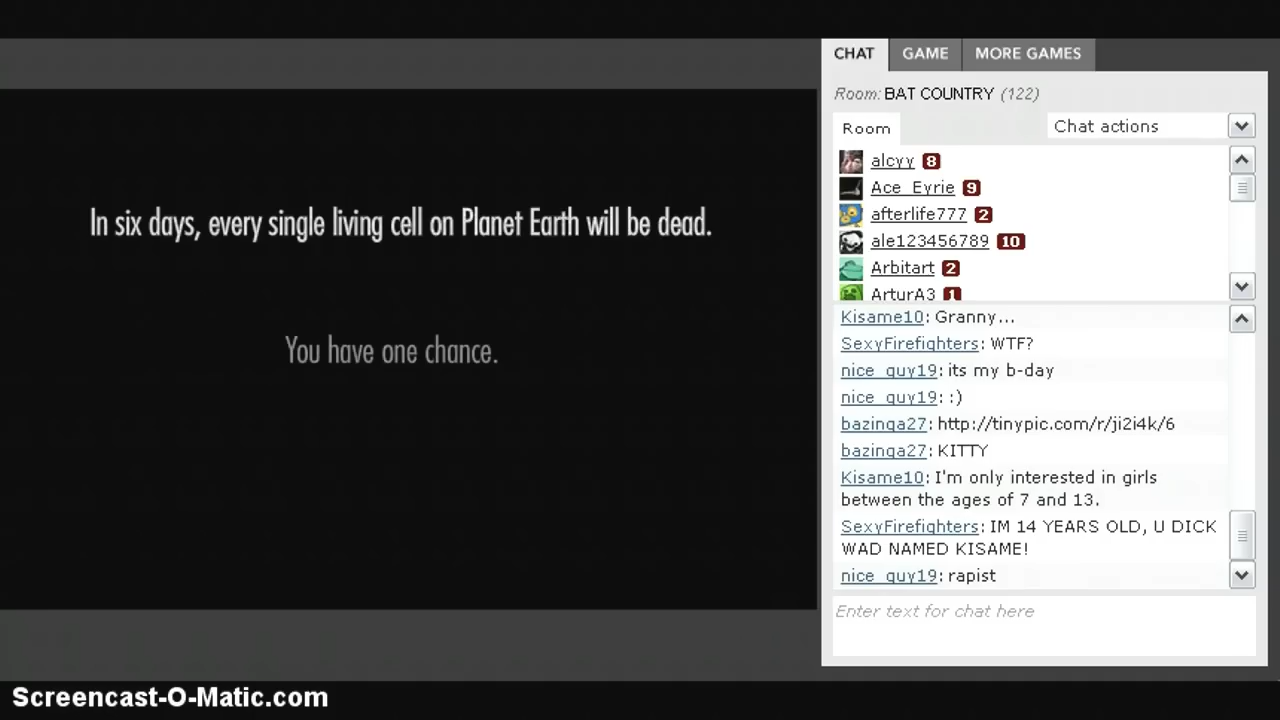 In six days, every single living cell on Planet Earth will be dead.
You have one chance.
CHAT GAME MORE GAMES
Room: BAT COUNTRY (122)
Room Chat actions
alcyy 8
Ace_Eyrie 9
afterlife777 2
ale123456789 10
Arbitart 2
ArturA3 1
Kisame10: Granny...
SexyFirefighters: WTF?
nice_guy19: its my b-day
nice_guy19: :)
bazinga27: http://tinypic.com/r/ji2i4k/6
bazinga27: KITTY
Kisame10: I'm only interested in girls
between the ages of 7 and 13.
SexyFirefighters: IM 14 YEARS OLD, U DICK
WAD NAMED KISAME!
nice_guy19: rapist
Enter text for chat here
Screencast-O-Matic.com